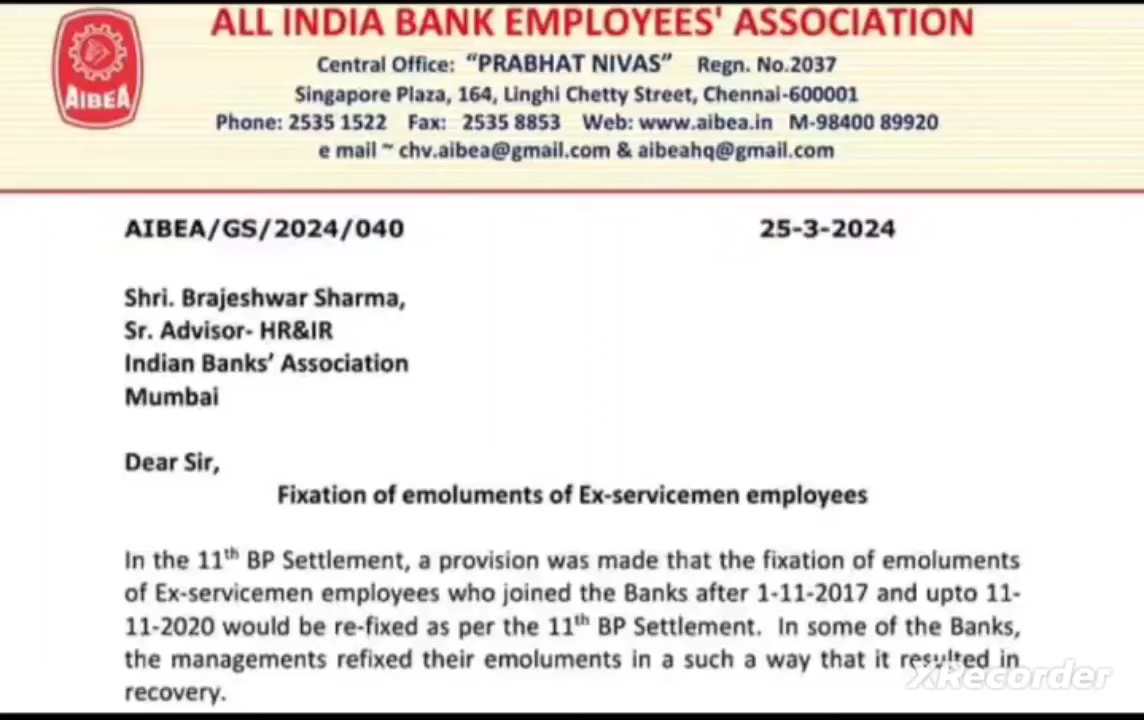 ALL INDIA BANK EMPLOYEES' ASSOCIATION
AIBEA
Central Office: "PRABHAT NIVAS" Regn. No.2037
Singapore Plaza, 164, Linghi Chetty Street, Chennai-600001
Phone: 2535 1522 Fax: 2535 8853 Web: www.aibea.in M-98400 89920
e mail ~ chv.aibea@gmail.com & aibeahq@gmail.com
AIBEA/GS/2024/040 25-3-2024
Shri. Brajeshwar Sharma,
Sr. Advisor- HR&IR
Indian Banks' Association
Mumbai
Dear Sir,
Fixation of emoluments of Ex-servicemen employees
In the 11th BP Settlement, a provision was made that the fixation of emoluments
of Ex-servicemen employees who joined the Banks after 1-11-2017 and upto 11-
11-2020 would be re-fixed as per the 11th BP Settlement. In some of the Banks,
the managements refixed their emoluments in a such a way that it resulted in
recovery.
XRecorder